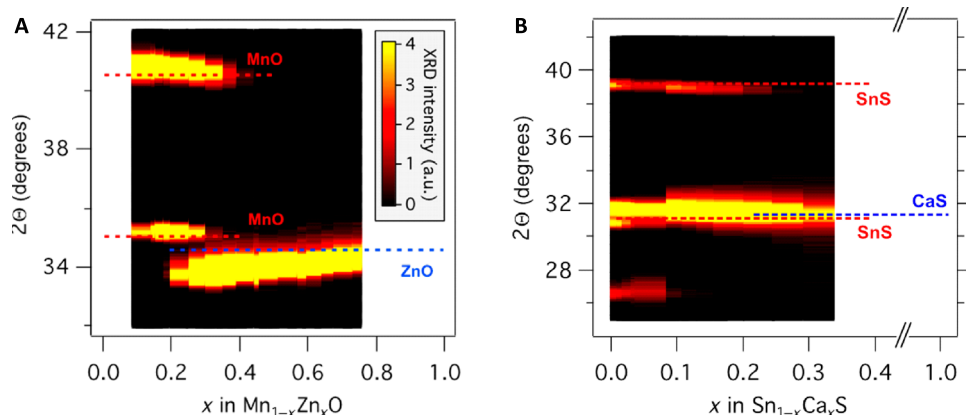 A
42
38
34
2Θ (degrees)
MnO
MnO
ZnO
4
3
2
1
0
XRD intensity (a.u.)
0.0 0.2 0.4 0.6 0.8 1.0
x in Mn1−xZnxO
B
40
36
32
28
2Θ (degrees)
SnS
CaS
SnS
0.0 0.1 0.2 0.3 0.4 1.0
x in Sn1−xCaxS